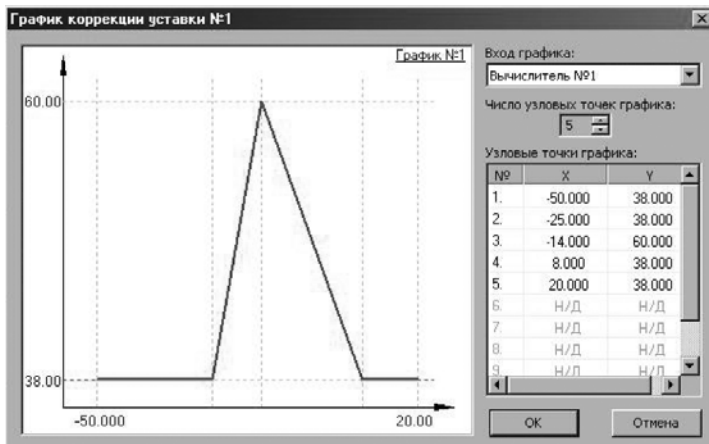 График коррекции уставки №1
График №1
60.00
38.00
-50.000 20.00
Вход графика:
Вычислитель №1
Число узловых точек графика:
5
Узловые точки графика:
№ X Y
1. -50.000 38.000
2. -25.000 38.000
3. -14.000 60.000
4. 8.000 38.000
5. 20.000 38.000
6. Н/Д Н/Д
7. Н/Д Н/Д
8. Н/Д Н/Д
9. Н/Д Н/Д
OK Отмена